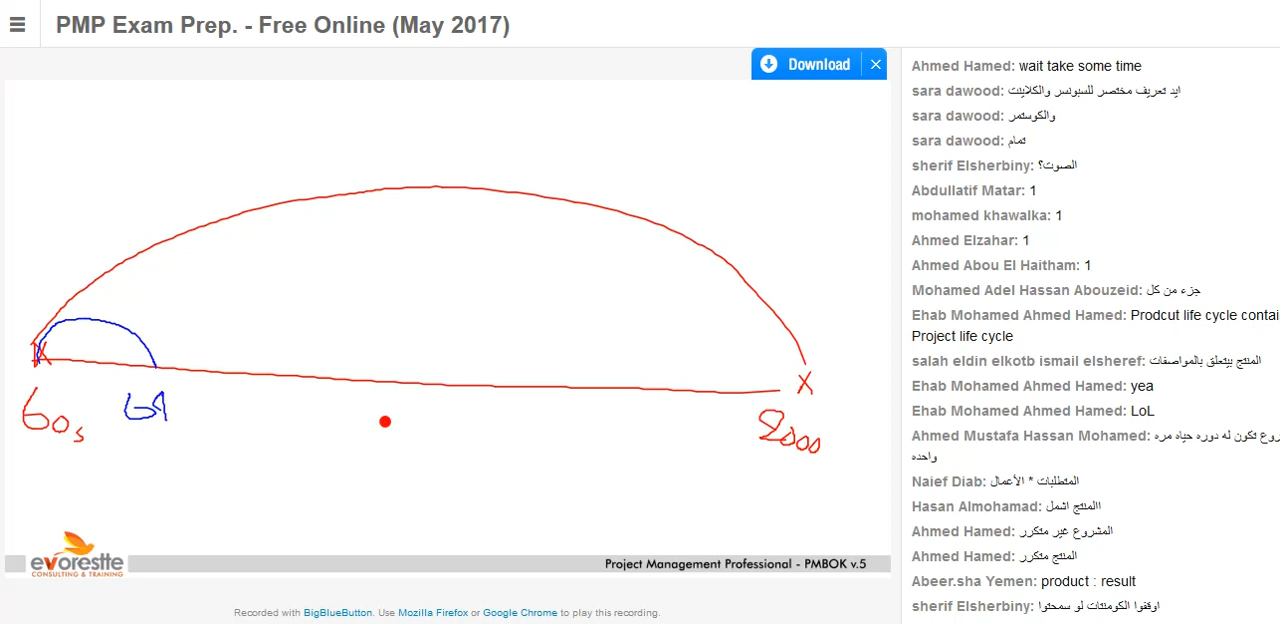 PMP Exam Prep. - Free Online (May 2017)
Download
60s
69
2000
evorestte
CONSULTING & TRAINING
Project Management Professional - PMBOK v.5
Recorded with BigBlueButton. Use Mozilla Firefox or Google Chrome to play this recording.
Ahmed Hamed: wait take some time
sara dawood: ايد تعريف مختصر للسبونسر والكلاينت
sara dawood: والكوستمر
sara dawood: تمام
sherif Elsherbiny: الصوت؟
Abdullatif Matar: 1
mohamed khawalka: 1
Ahmed Elzahar: 1
Ahmed Abou El Haitham: 1
Mohamed Adel Hassan Abouzeid: جزء من كل
Ehab Mohamed Ahmed Hamed: Prodcut life cycle contai
Project life cycle
salah eldin elkotb ismail elsheref: المنتج بيتعلق بالمواصفات
Ehab Mohamed Ahmed Hamed: yea
Ehab Mohamed Ahmed Hamed: LoL
Ahmed Mustafa Hassan Mohamed: روع تكون له دوره حياه مره
واحده
Naief Diab: المتطلبات * الأعمال
Hasan Almohamad: االمنتج اشمل
Ahmed Hamed: المشروع غير متكرر
Ahmed Hamed: المنتج متكرر
Abeer.sha Yemen: product : result
sherif Elsherbiny: اوقفوا الكومنتات لو سمحتوا